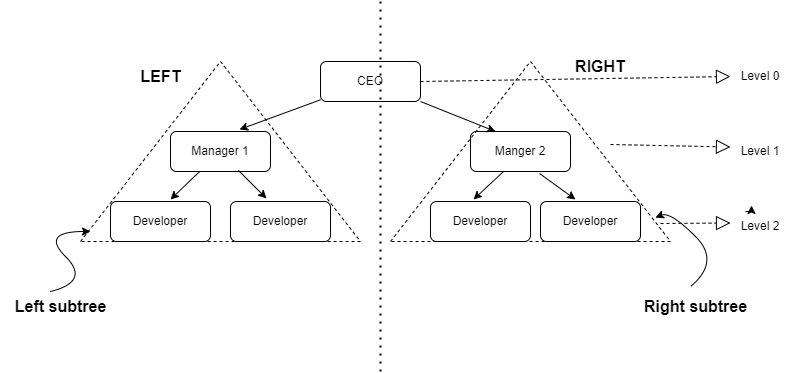 LEFT
RIGHT
CEO
Level 0
Manager 1
Manger 2
Level 1
Developer
Developer
Developer
Developer
Level 2
Left subtree
Right subtree